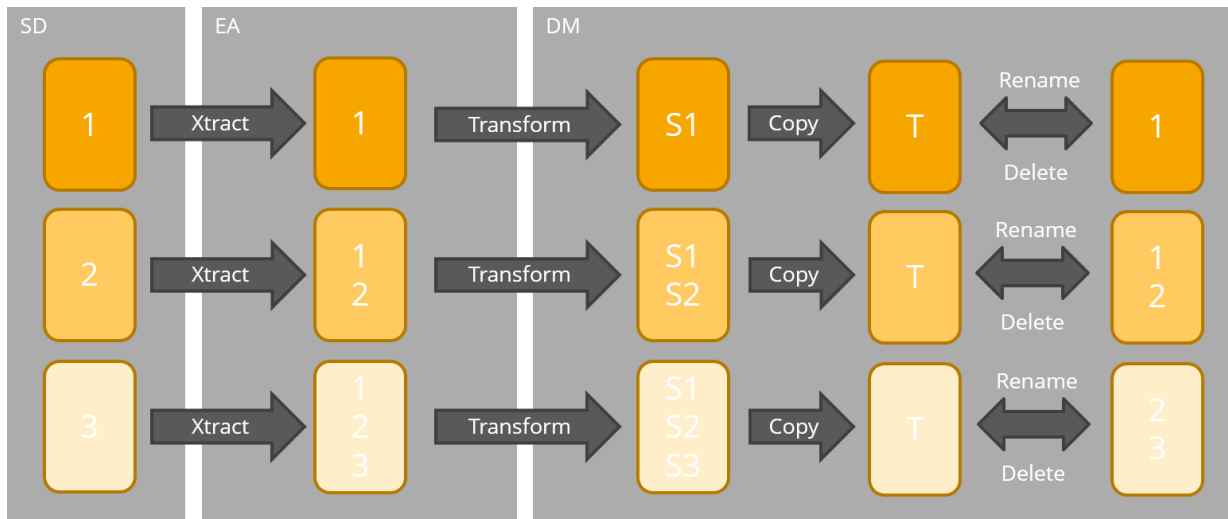 SD
EA
DM
1
Xtract
1
Transform
S1
Copy
T
Rename
Delete
1
2
Xtract
1
2
Transform
S1
S2
Copy
T
Rename
Delete
1
2
3
Xtract
1
2
3
Transform
S1
S2
S3
Copy
T
Rename
Delete
2
3